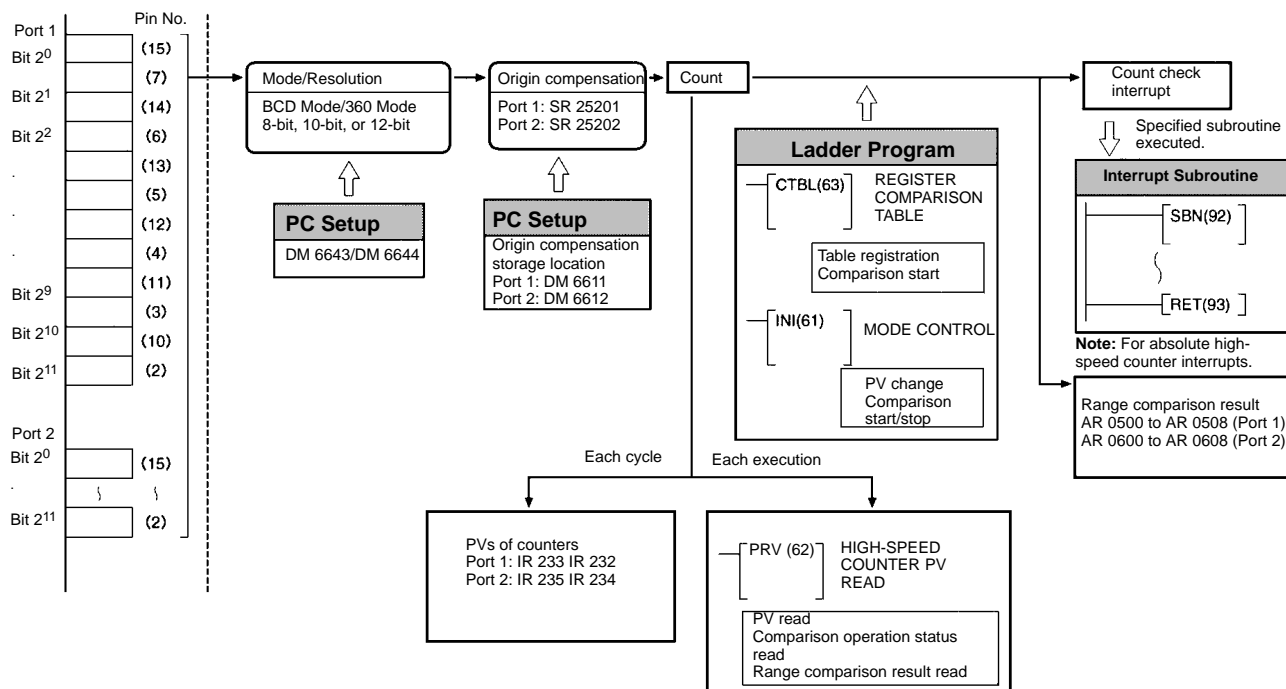 Pin No.
Port 1
Bit 2⁰
(15)
(7)
Bit 2¹
(14)
Bit 2²
(6)
.
(13)
(5)
.
(12)
.
(4)
(11)
Bit 2⁹
(3)
Bit 2¹⁰
(10)
Bit 2¹¹
(2)
Port 2
Bit 2⁰
(15)
.
Bit 2¹¹
(2)
Mode/Resolution
BCD Mode/360 Mode
8-bit, 10-bit, or 12-bit
PC Setup
DM 6643/DM 6644
Origin compensation
Port 1: SR 25201
Port 2: SR 25202
PC Setup
Origin compensation
storage location
Port 1: DM 6611
Port 2: DM 6612
Count
Ladder Program
CTBL(63)
REGISTER
COMPARISON
TABLE
Table registration
Comparison start
INI(61)
MODE CONTROL
PV change
Comparison
start/stop
Count check
interrupt
Specified subroutine
executed.
Interrupt Subroutine
SBN(92)
RET(93)
Note: For absolute high-
speed counter interrupts.
Range comparison result
AR 0500 to AR 0508 (Port 1)
AR 0600 to AR 0608 (Port 2)
Each cycle
Each execution
PVs of counters
Port 1: IR 233 IR 232
Port 2: IR 235 IR 234
PRV (62)
HIGH-SPEED
COUNTER PV
READ
PV read
Comparison operation status
read
Range comparison result read